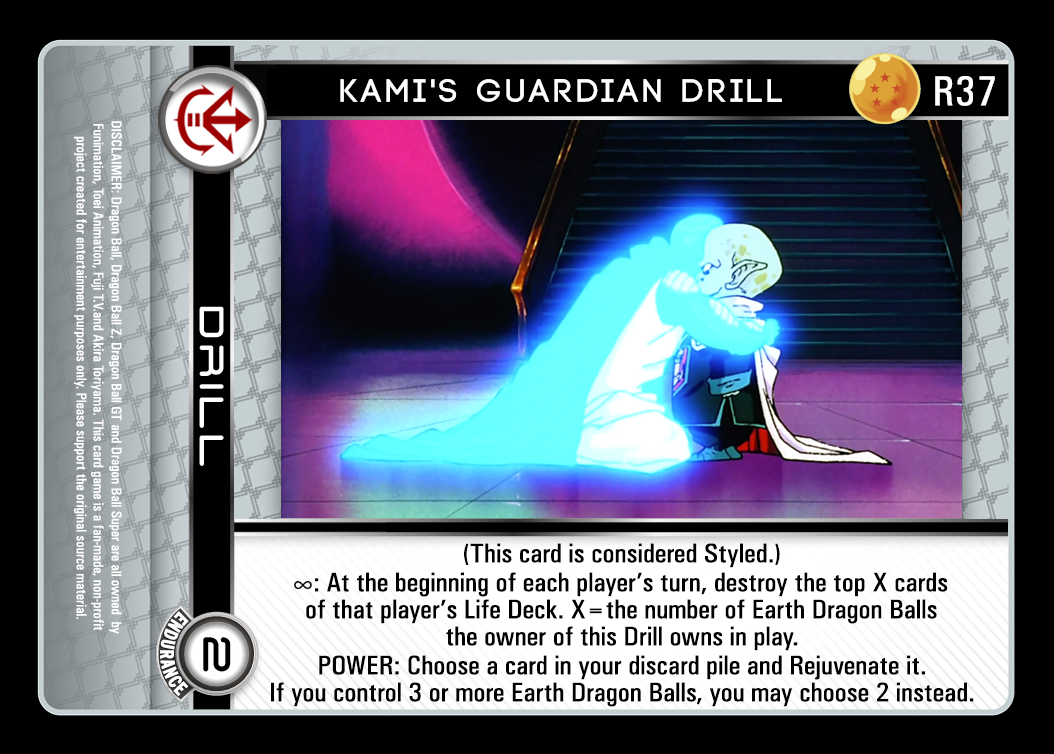 KAMI'S GUARDIAN DRILL
R37
DISCLAIMER: Dragon Ball, Dragon Ball Z, Dragon Ball GT and Dragon Ball Super are all owned by
Funimation, Toei Animation, Fuji T.V.and Akira Toriyama. This card game is a fan-made, non-profit
project created for entertainment purposes only. Please support the original source material.
DRILL
ENDURANCE
2
(This card is considered Styled.)
∞: At the beginning of each player's turn, destroy the top X cards
of that player's Life Deck. X=the number of Earth Dragon Balls
the owner of this Drill owns in play.
POWER: Choose a card in your discard pile and Rejuvenate it.
If you control 3 or more Earth Dragon Balls, you may choose 2 instead.